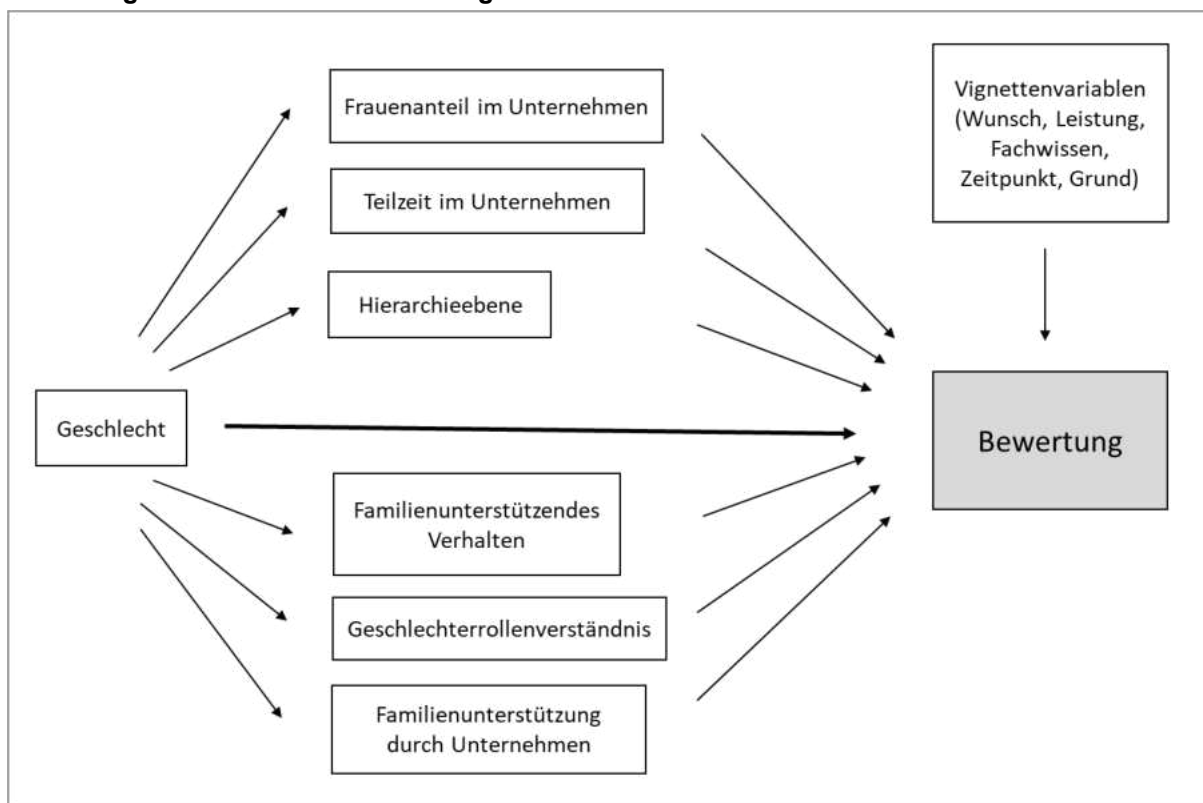 Frauenanteil im Unternehmen
Teilzeit im Unternehmen
Hierarchieebene
Geschlecht
Familienunterstützendes
Verhalten
Geschlechterrollenverständnis
Familienunterstützung
durch Unternehmen
Vignettenvariablen
(Wunsch, Leistung,
Fachwissen,
Zeitpunkt, Grund)
Bewertung